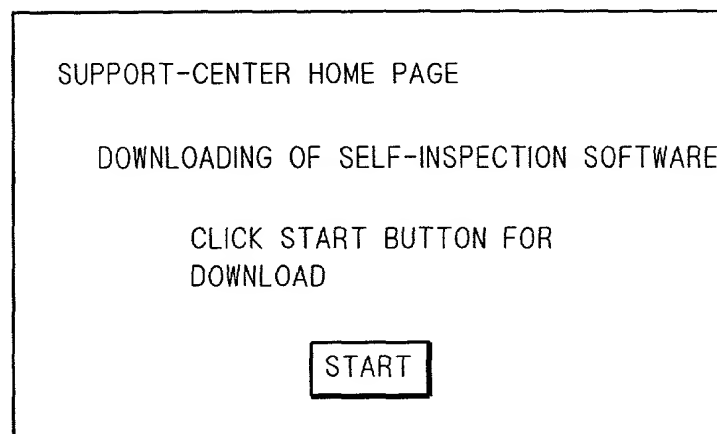 SUPPORT-CENTER HOME PAGE
DOWNLOADING OF SELF-INSPECTION SOFTWARE
CLICK START BUTTON FOR
DOWNLOAD
START